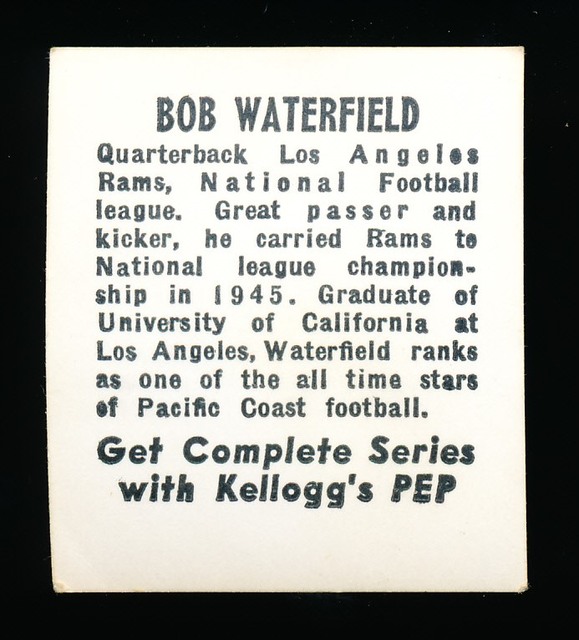 BOB WATERFIELD
Quarterback Los Angeles
Rams, National Football
league. Great passer and
kicker, he carried Rams to
National league champion-
ship in 1945. Graduate of
University of California at
Los Angeles, Waterfield ranks
as one of the all time stars
of Pacific Coast football.
Get Complete Series
with Kellogg's PEP